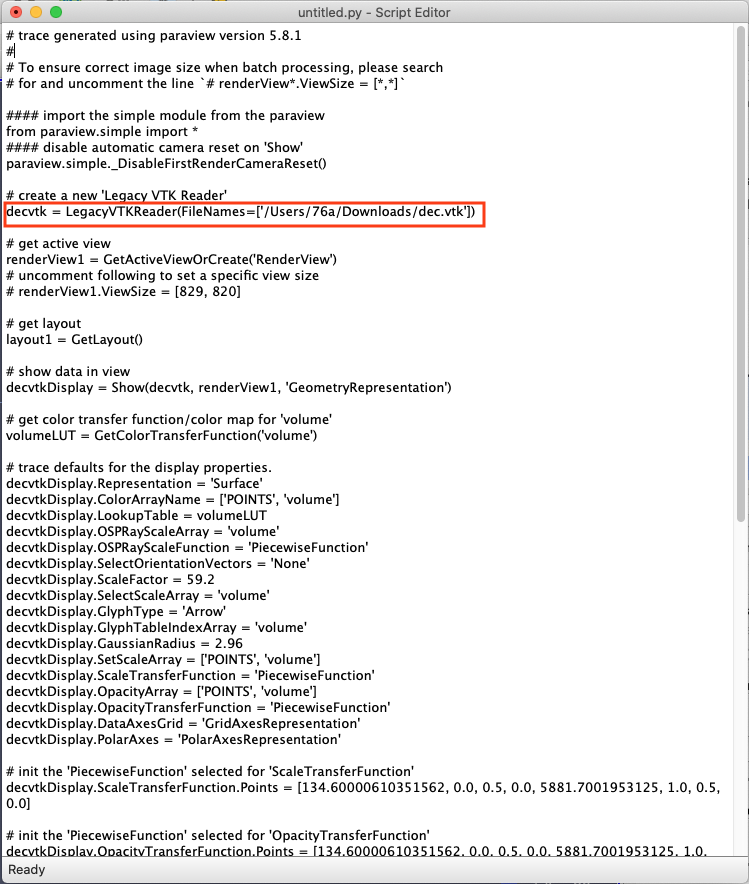 untitled.py - Script Editor
# trace generated using paraview version 5.8.1
#
# To ensure correct image size when batch processing, please search
# for and uncomment the line `# renderView*.ViewSize = [*,*]`
#### import the simple module from the paraview
from paraview.simple import *
#### disable automatic camera reset on 'Show'
paraview.simple._DisableFirstRenderCameraReset()
# create a new 'Legacy VTK Reader'
decvtk = LegacyVTKReader(FileNames=['/Users/76a/Downloads/dec.vtk'])
# get active view
renderView1 = GetActiveViewOrCreate('RenderView')
# uncomment following to set a specific view size
# renderView1.ViewSize = [829, 820]
# get layout
layout1 = GetLayout()
# show data in view
decvtkDisplay = Show(decvtk, renderView1, 'GeometryRepresentation')
# get color transfer function/color map for 'volume'
volumeLUT = GetColorTransferFunction('volume')
# trace defaults for the display properties.
decvtkDisplay.Representation = 'Surface'
decvtkDisplay.ColorArrayName = ['POINTS', 'volume']
decvtkDisplay.LookupTable = volumeLUT
decvtkDisplay.OSPRayScaleArray = 'volume'
decvtkDisplay.OSPRayScaleFunction = 'PiecewiseFunction'
decvtkDisplay.SelectOrientationVectors = 'None'
decvtkDisplay.ScaleFactor = 59.2
decvtkDisplay.SelectScaleArray = 'volume'
decvtkDisplay.GlyphType = 'Arrow'
decvtkDisplay.GlyphTableIndexArray = 'volume'
decvtkDisplay.GaussianRadius = 2.96
decvtkDisplay.SetScaleArray = ['POINTS', 'volume']
decvtkDisplay.ScaleTransferFunction = 'PiecewiseFunction'
decvtkDisplay.OpacityArray = ['POINTS', 'volume']
decvtkDisplay.OpacityTransferFunction = 'PiecewiseFunction'
decvtkDisplay.DataAxesGrid = 'GridAxesRepresentation'
decvtkDisplay.PolarAxes = 'PolarAxesRepresentation'
# init the 'PiecewiseFunction' selected for 'ScaleTransferFunction'
decvtkDisplay.ScaleTransferFunction.Points = [134.60000610351562, 0.0, 0.5, 0.0, 5881.7001953125, 1.0, 0.5,
0.0]
# init the 'PiecewiseFunction' selected for 'OpacityTransferFunction'
decvtkDisplay.OpacityTransferFunction.Points = [134.60000610351562, 0.0, 0.5, 0.0, 5881.7001953125, 1.0,
Ready